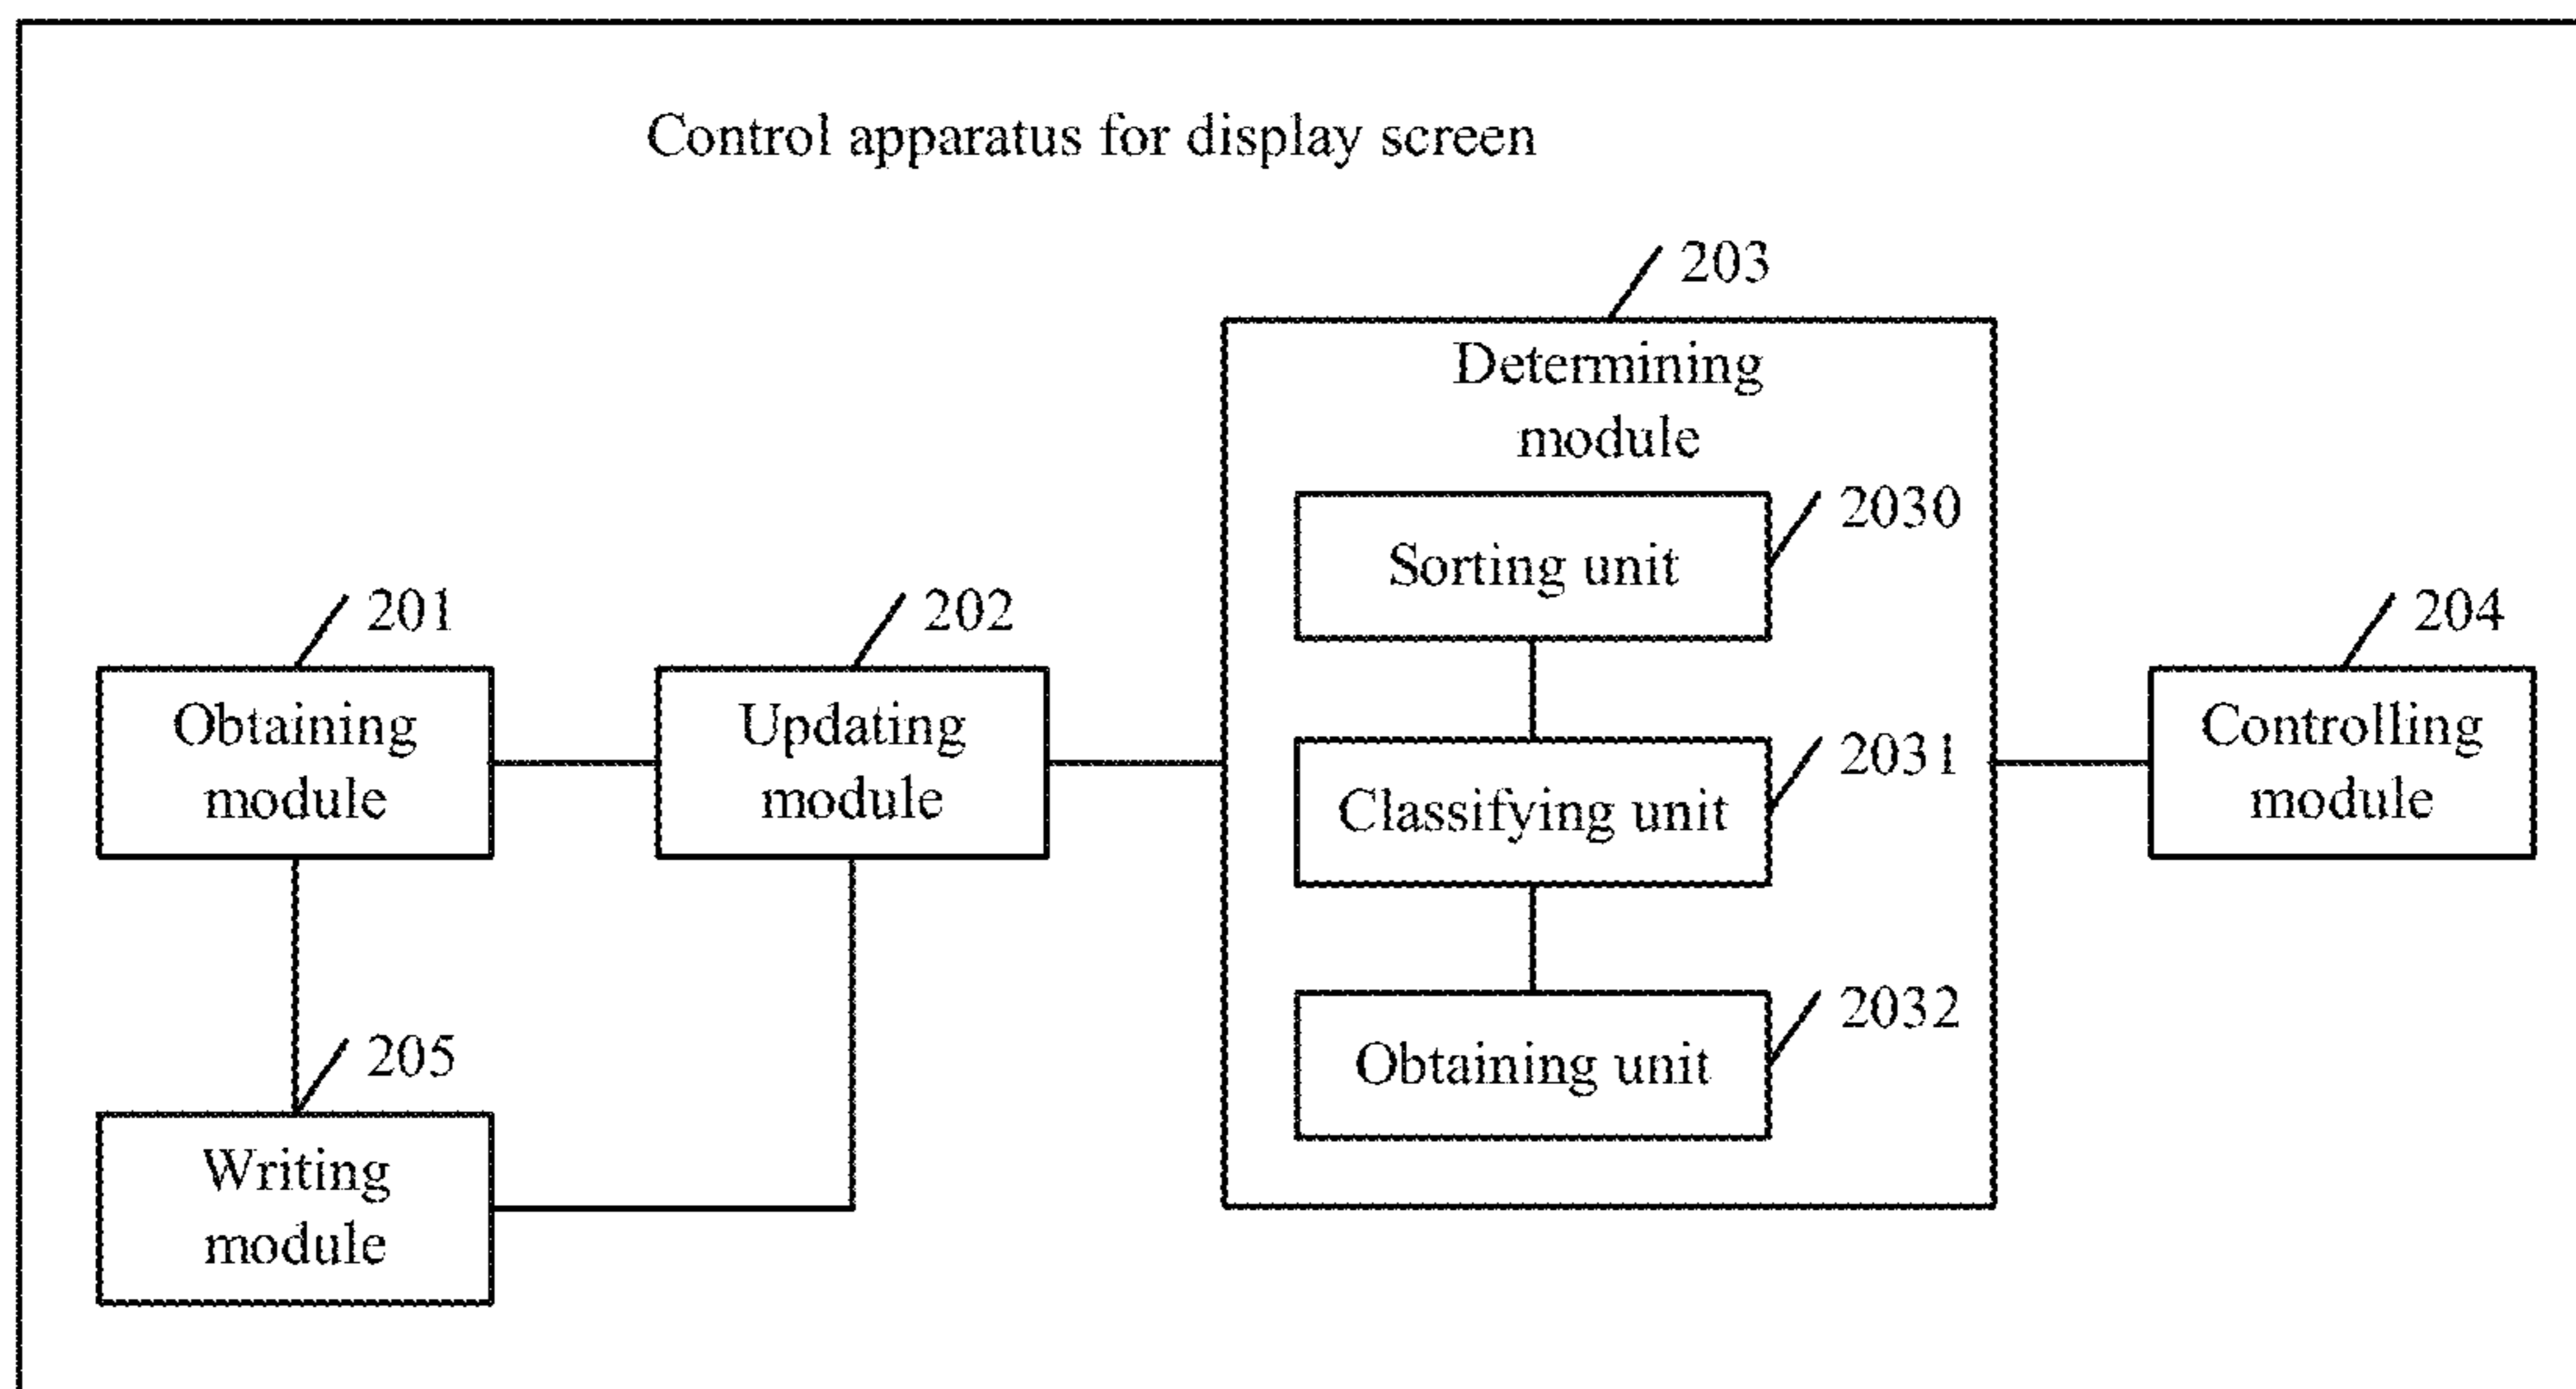 Control apparatus for display screen
203
Determining
module
2030
Sorting unit
201
202
204
Obtaining
module
Updating
module
2031
Classifying unit
Controlling
module
2032
Obtaining unit
205
Writing
module